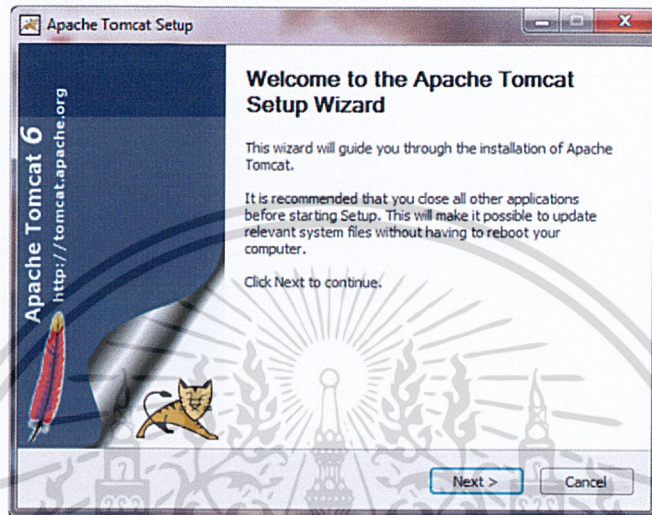 Apache Tomcat Setup
Apache Tomcat 6
http://tomcat.apache.org
Welcome to the Apache Tomcat
Setup Wizard
This wizard will guide you through the installation of Apache
Tomcat.
It is recommended that you close all other applications
before starting Setup. This will make it possible to update
relevant system files without having to reboot your
computer.
Click Next to continue.
Next >
Cancel